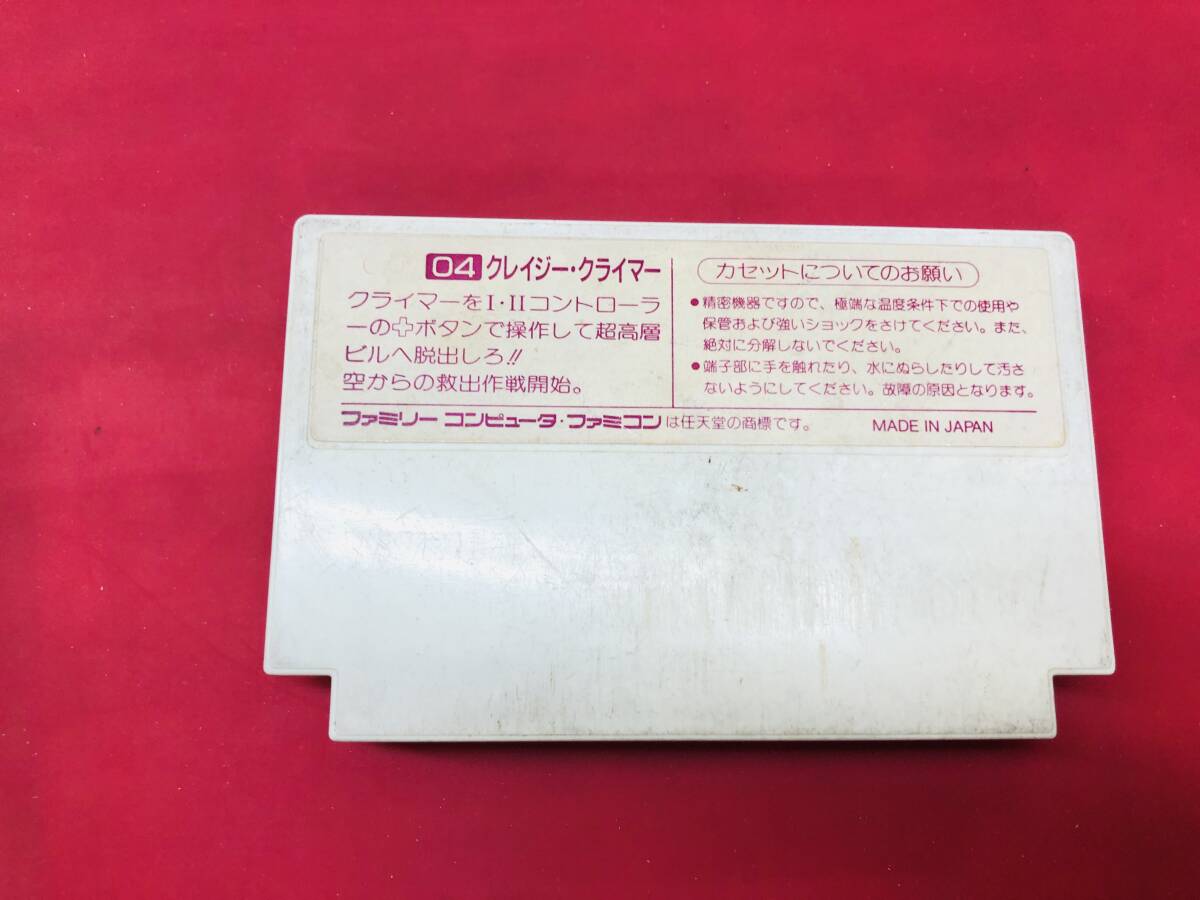 04 クレイジー・クライマー
クライマーをI・IIコントローラ
ーの✚ボタンで操作して超高層
ビルへ脱出しろ!!
空からの救出作戦開始。
カセットについてのお願い
●精密機器ですので、極端な温度条件下での使用や
保管および強いショックをさけてください。また、
絶対に分解しないでください。
●端子部に手を触れたり、水にぬらしたりして汚さ
ないようにしてください。故障の原因となります。
ファミリー コンピュータ・ファミコンは任天堂の商標です。
MADE IN JAPAN